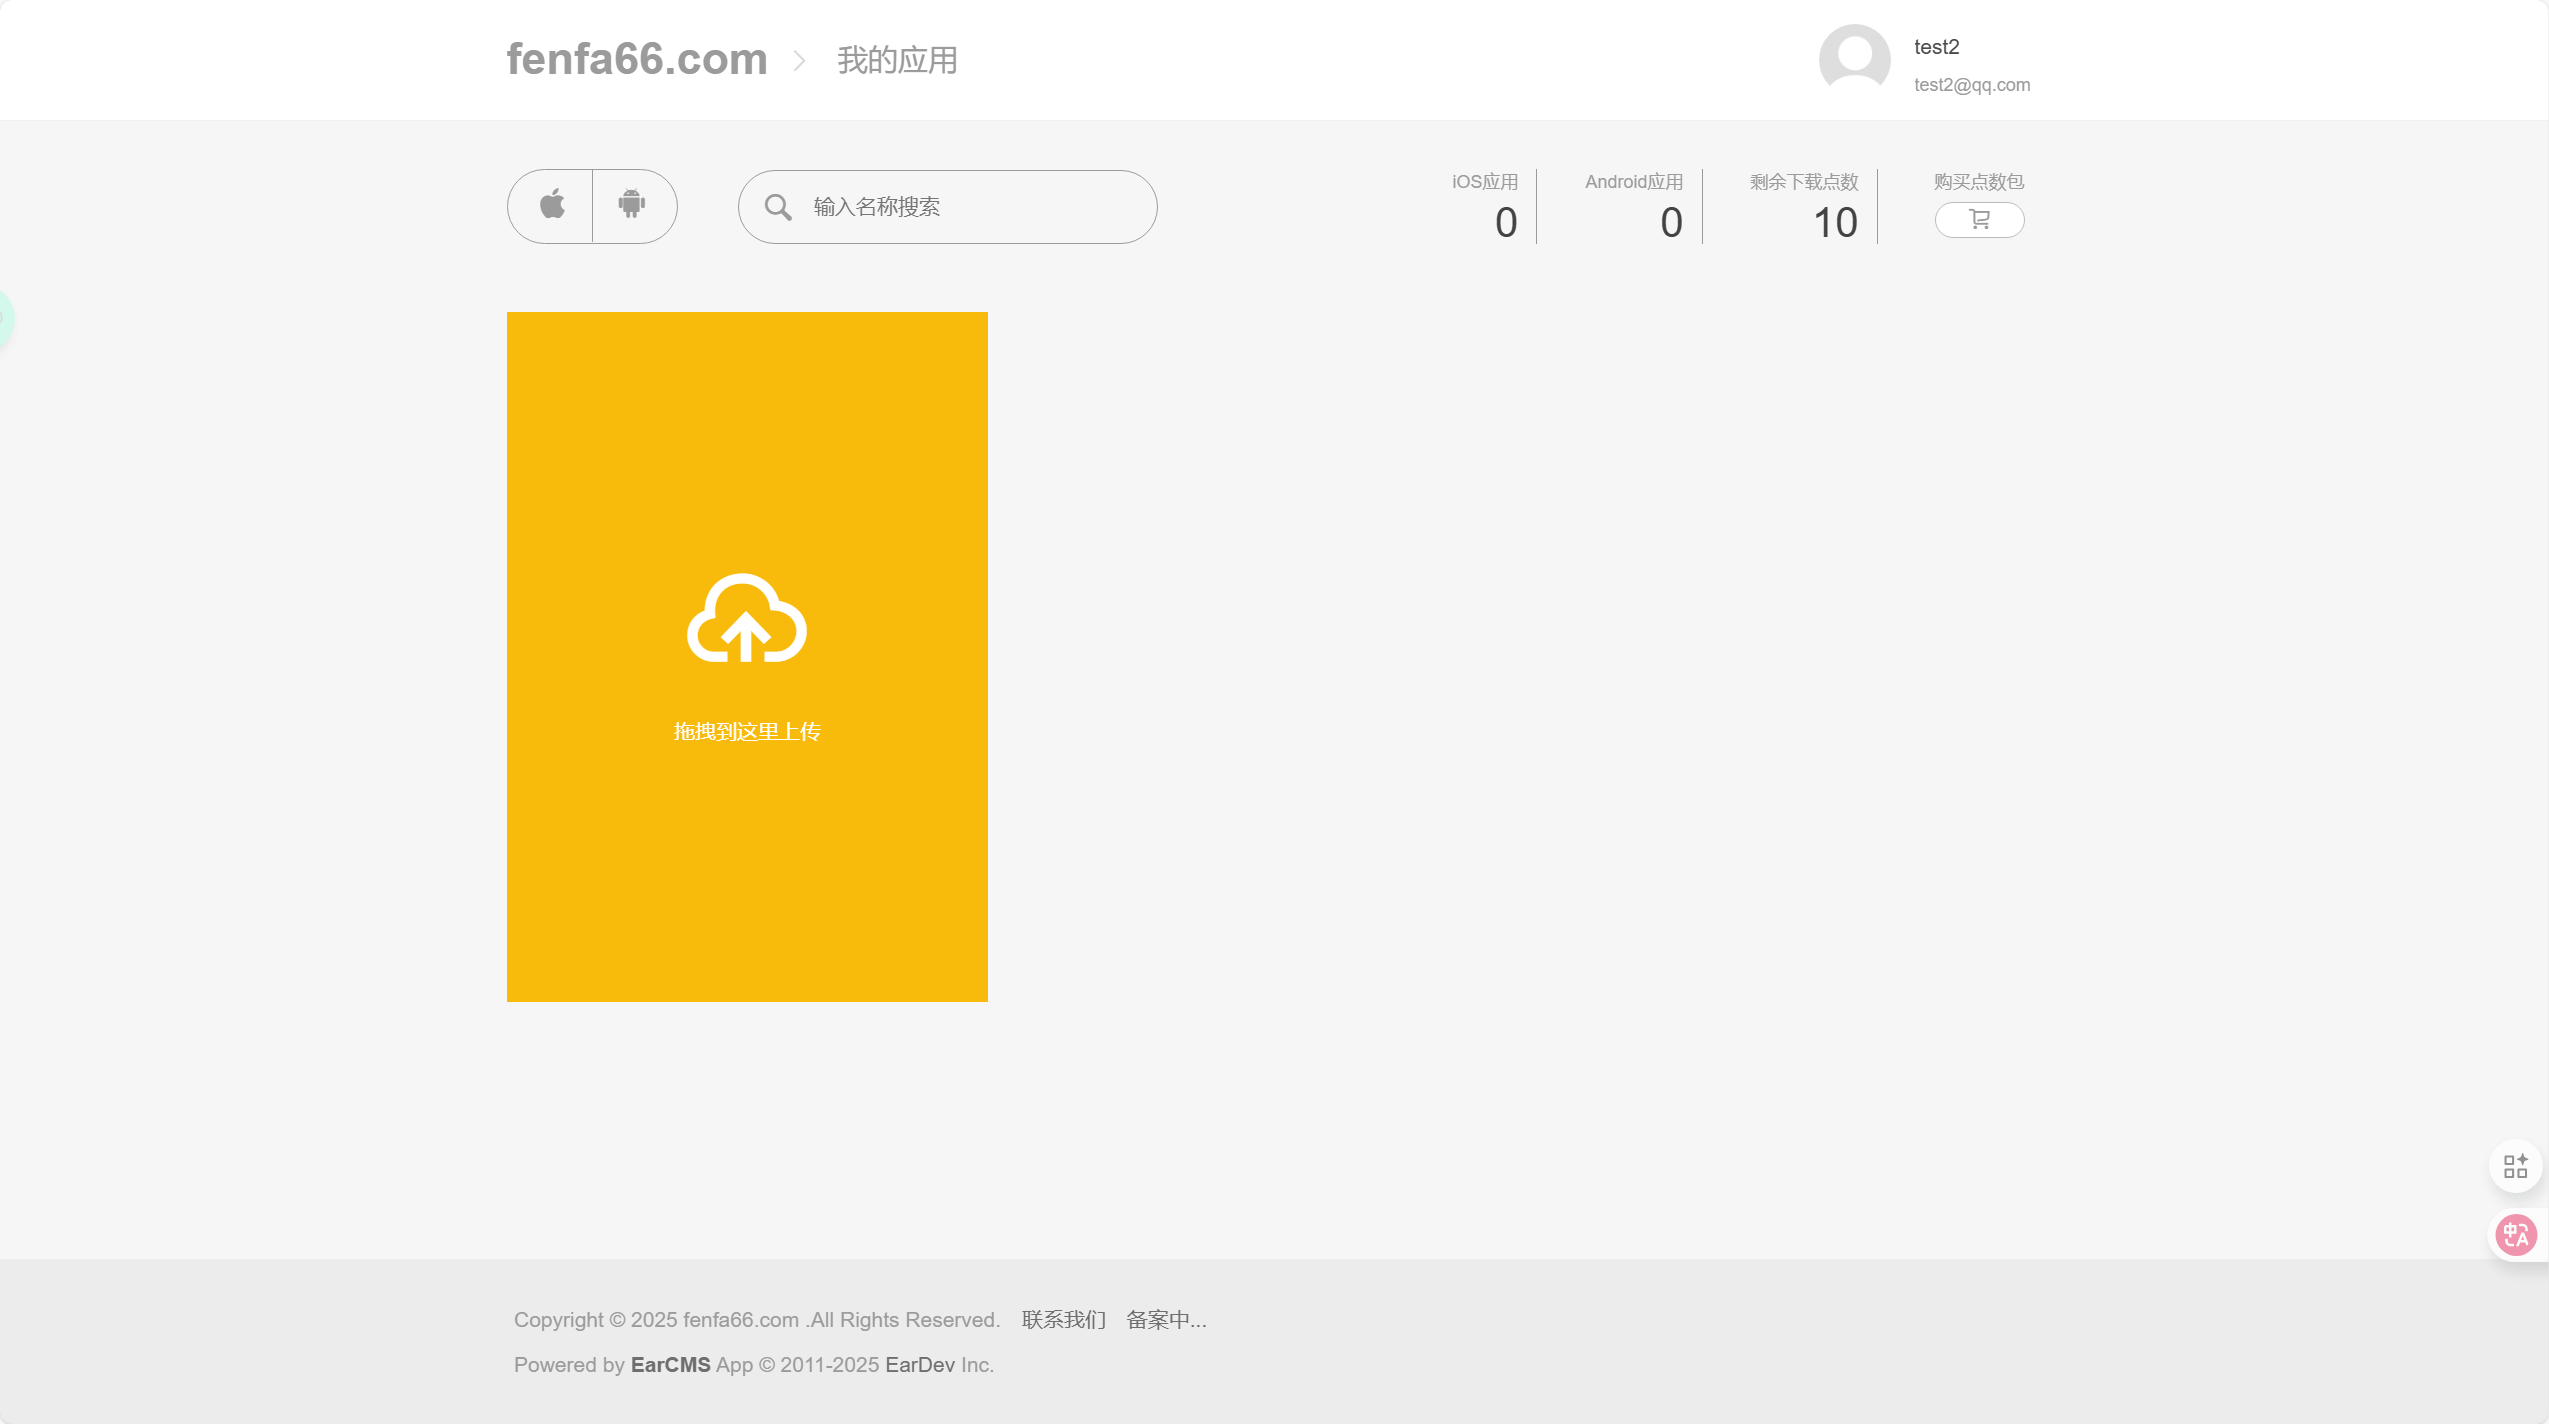 fenfa66.com
我的应用
test2
test2@qq.com
输入名称搜索
iOS应用
0
Android应用
0
剩余下载点数
10
购买点数包
拖拽到这里上传
Copyright © 2025 fenfa66.com .All Rights Reserved. 联系我们 备案中...
Powered by EarCMS App © 2011-2025 EarDev Inc.
中A